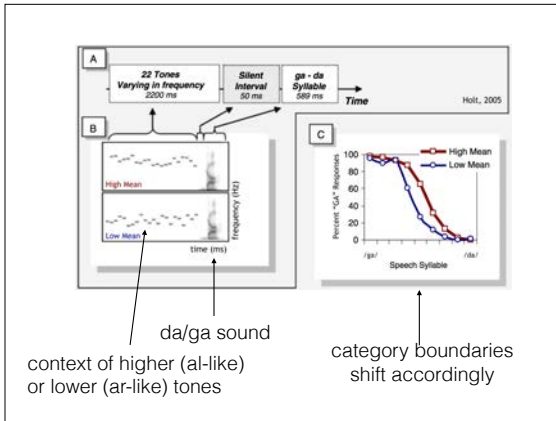 A
22 Tones
Varying in frequency
2200 ms
Silent
Interval
50 ms
ga - da
Syllable
589 ms
Time
Holt, 2005
B
High Mean
Low Mean
frequency (Hz)
time (ms)
C
High Mean
Low Mean
Percent "GA" Responses
100
80
60
40
20
0
/ga/
/da/
Speech Syllable
da/ga sound
context of higher (al-like)
or lower (ar-like) tones
category boundaries
shift accordingly